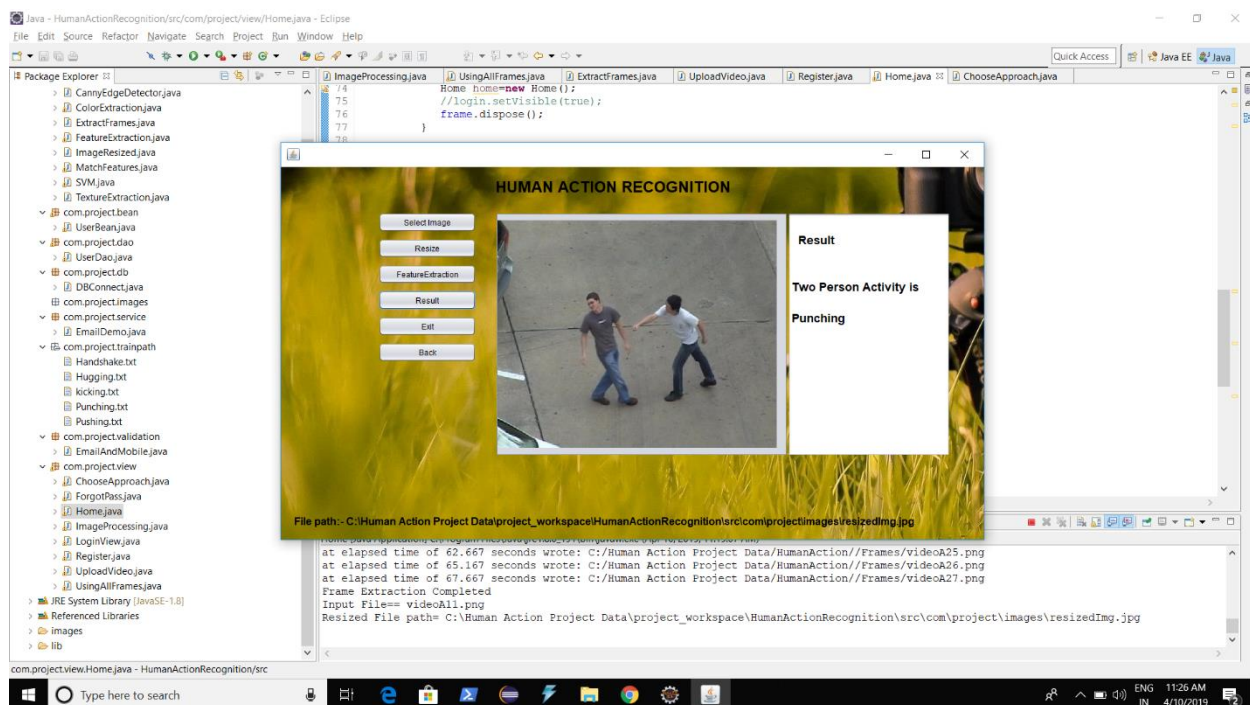 Java - HumanActionRecognition/src/com/project/view/Home.java - Eclipse
File Edit Source Refactor Navigate Search Project Run Window Help
Quick Access Java EE Java
Package Explorer
ImageProcessing.java UsingAllFrames.java ExtractFrames.java UploadVideo.java Register.java Home.java ChooseApproach.java
CannyEdgeDetector.java
ColorExtraction.java
ExtractFrames.java
FeatureExtraction.java
ImageResized.java
MatchFeatures.java
SVM.java
TextureExtraction.java
com.project.bean
UserBean.java
com.project.dao
UserDao.java
com.project.db
DBConnect.java
com.project.images
com.project.service
EmailDemo.java
com.project.trainpath
Handshake.txt
Hugging.txt
kicking.txt
Punching.txt
Pushing.txt
com.project.validation
EmailAndMobile.java
com.project.view
ChooseApproach.java
ForgotPass.java
Home.java
ImageProcessing.java
LoginView.java
Register.java
UploadVideo.java
UsingAllFrames.java
JRE System Library [JavaSE-1.8]
Referenced Libraries
images
lib
74 Home home=new Home();
75 //login.setVisible(true);
76 frame.dispose();
77 }
78
HUMAN ACTION RECOGNITION
Select Image
Resize
FeatureExtraction
Result
Exit
Back
Result
Two Person Activity is
Punching
File path:- C:\Human Action Project Data\project_workspace\HumanActionRecognition\src\com\project\images\resizedImg.jpg
at elapsed time of 62.667 seconds wrote: C:/Human Action Project Data/HumanAction//Frames/videoA25.png
at elapsed time of 65.167 seconds wrote: C:/Human Action Project Data/HumanAction//Frames/videoA26.png
at elapsed time of 67.667 seconds wrote: C:/Human Action Project Data/HumanAction//Frames/videoA27.png
Frame Extraction Completed
Input File== videoA11.png
Resized File path= C:\Human Action Project Data\project_workspace\HumanActionRecognition\src\com\project\images\resizedImg.jpg
com.project.view.Home.java - HumanActionRecognition/src
Type here to search
ENG 11:26 AM
IN 4/10/2019